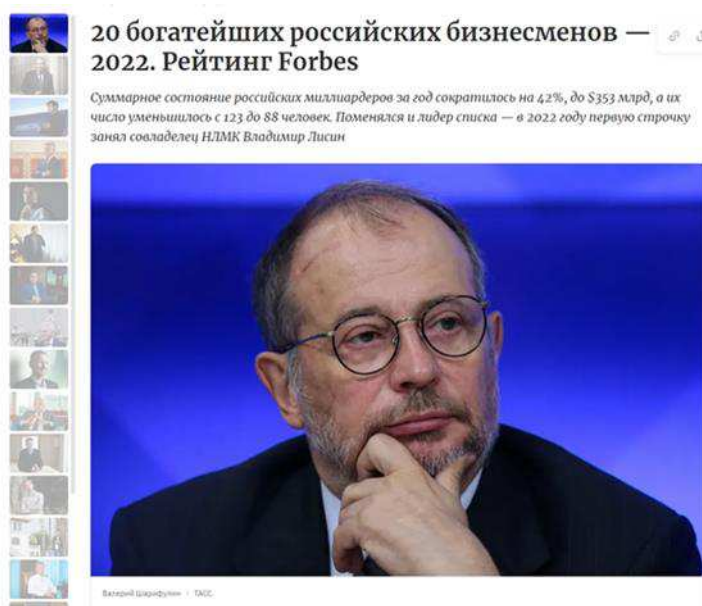 20 богатейших российских бизнесменов —
2022. Рейтинг Forbes
Суммарное состояние российских миллиардеров за год сократилось на 42%, до $353 млрд, а их
число уменьшилось с 123 до 88 человек. Поменялся и лидер списка — в 2022 году первую строчку
занял совладелец НЛМК Владимир Лисин
Валерий Шарифулин · ТАСС